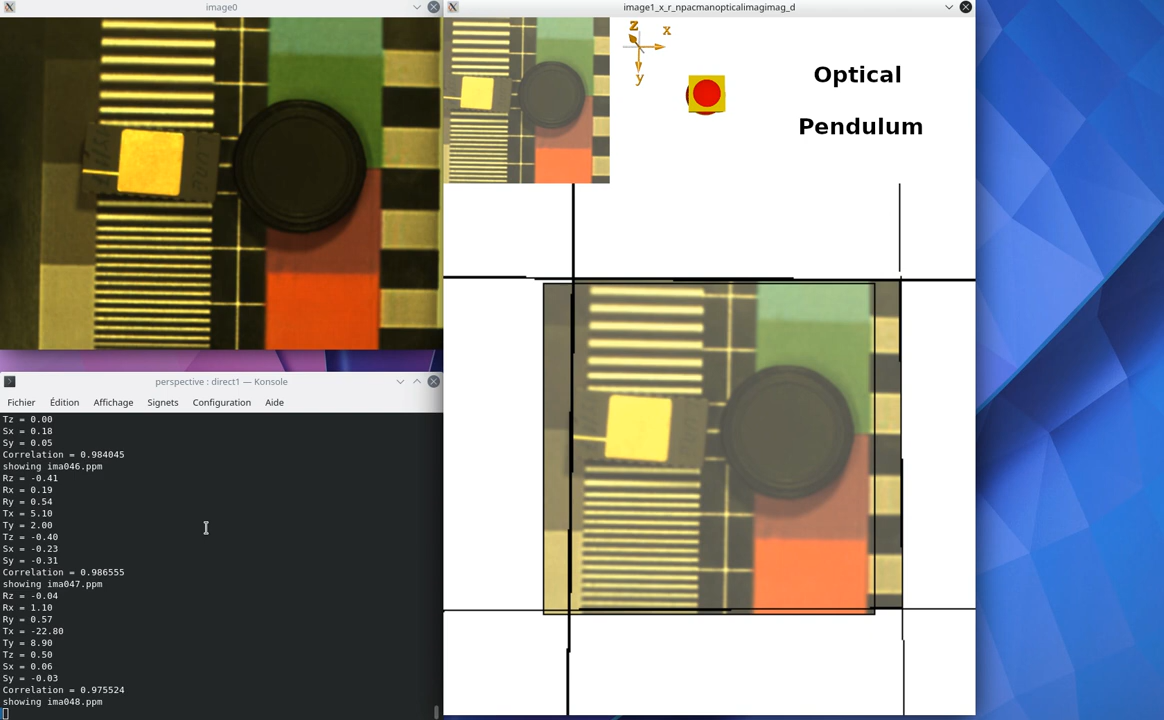 image0
image1_x_r_npacmanopticalimagimag_d
z
x
y
Optical
Pendulum
perspective : direct1 — Konsole
Fichier Édition Affichage Signets Configuration Aide
Tz = 0.00
Sx = 0.18
Sy = 0.05
Correlation = 0.984045
showing ima046.ppm
Rz = -0.41
Rx = 0.19
Ry = 0.54
Tx = 5.10
Ty = 2.00
Tz = -0.40
Sx = -0.23
Sy = -0.31
Correlation = 0.986555
showing ima047.ppm
Rz = -0.04
Rx = 1.10
Ry = 0.57
Tx = -22.80
Ty = 8.90
Tz = 0.50
Sx = 0.06
Sy = -0.03
Correlation = 0.975524
showing ima048.ppm